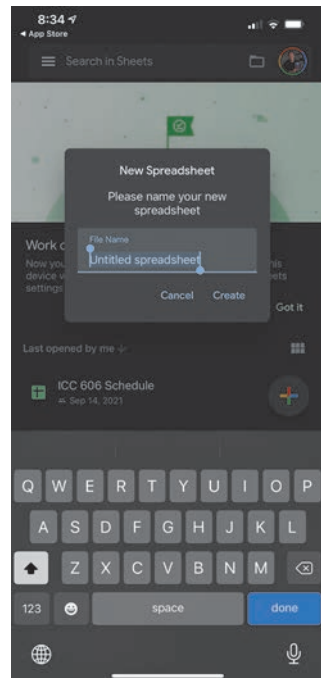 8:34
App Store
Search in Sheets
New Spreadsheet
Please name your new
spreadsheet
File Name
Untitled spreadsheet
Cancel Create
Work o
Now you
his
device w
ets
settings
Got it
Last opened by me
ICC 606 Schedule
Sep 14, 2021
Q W E R T Y U I O P
A S D F G H J K L
Z X C V B N M
123 space done